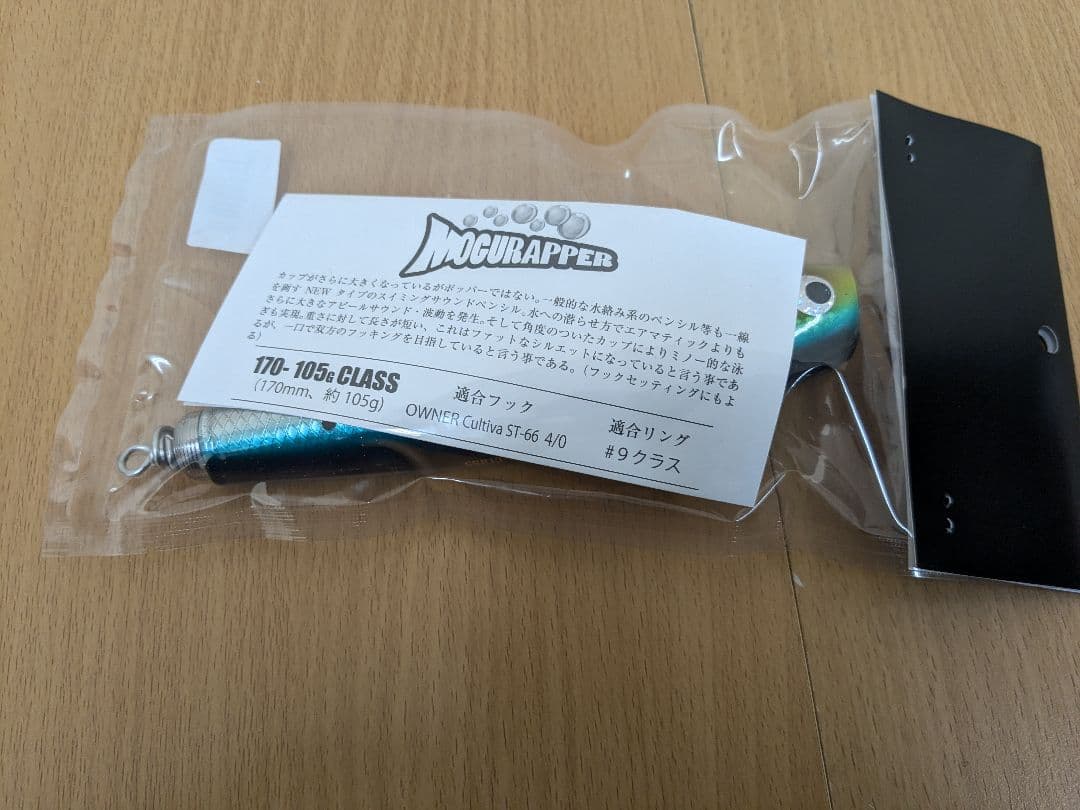 MOGURAPPER
カップがさらに大きくなっているがポッパーではない。一般的な水絡み系のペンシル等も一線
を画す NEW タイプのスイミングサウンドペンシル。水への潜らせ方でエアマティックよりも
さらに大きなアピールサウンド・波動を発生。そして角度のついたカップによりミノー的な泳
ぎも実現。重さに対して長さが短い、これはファットなシルエットになっていると言う事であ
るが、一口で双方のフッキングを目指していると言う事である。(フックセッティングにもよ
る)
170-105G CLASS
(170mm、約105g)
適合フック
OWNER Cultiva ST-66 4/0
適合リング
#9クラス